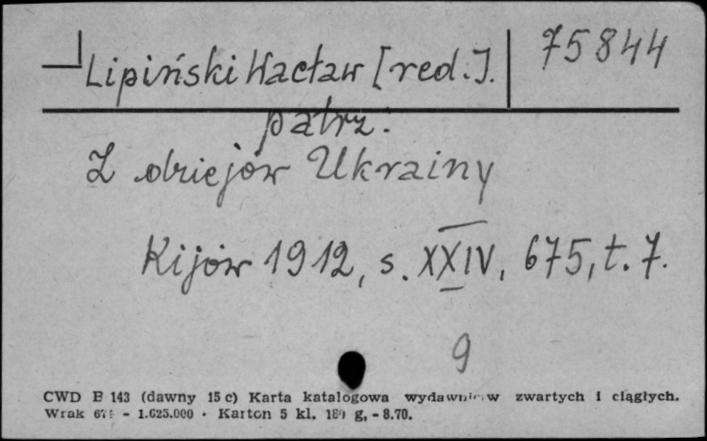 Lipiński Wacław [red.]. 75844
patrz:
Z dziejów Ukrainy
Kijów 1912, s. XXIV, 675, t. 7.
9
CWD E 143 (dawny 15 c) Karta katalogowa wydawnictw zwartych i ciągłych.
Wrak - 1.625.000 · Karton 5 kl. g, - 8.70.